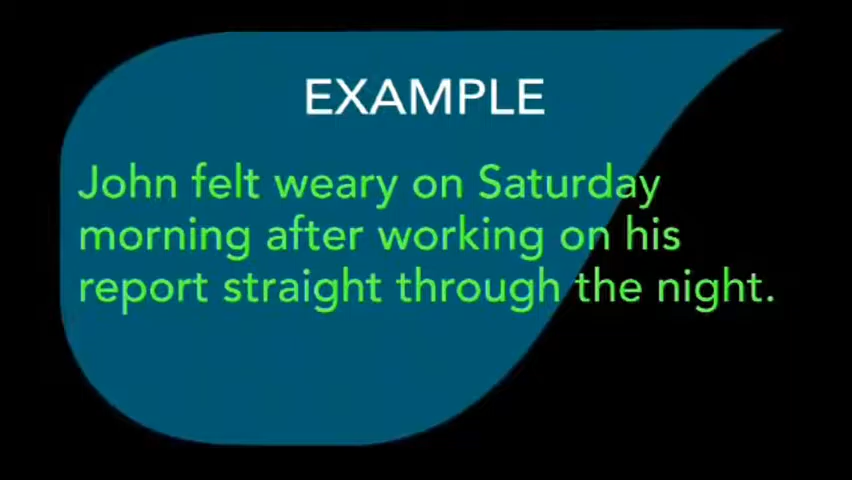 EXAMPLE
John felt weary on Saturday
morning after working on his
report straight through the night.